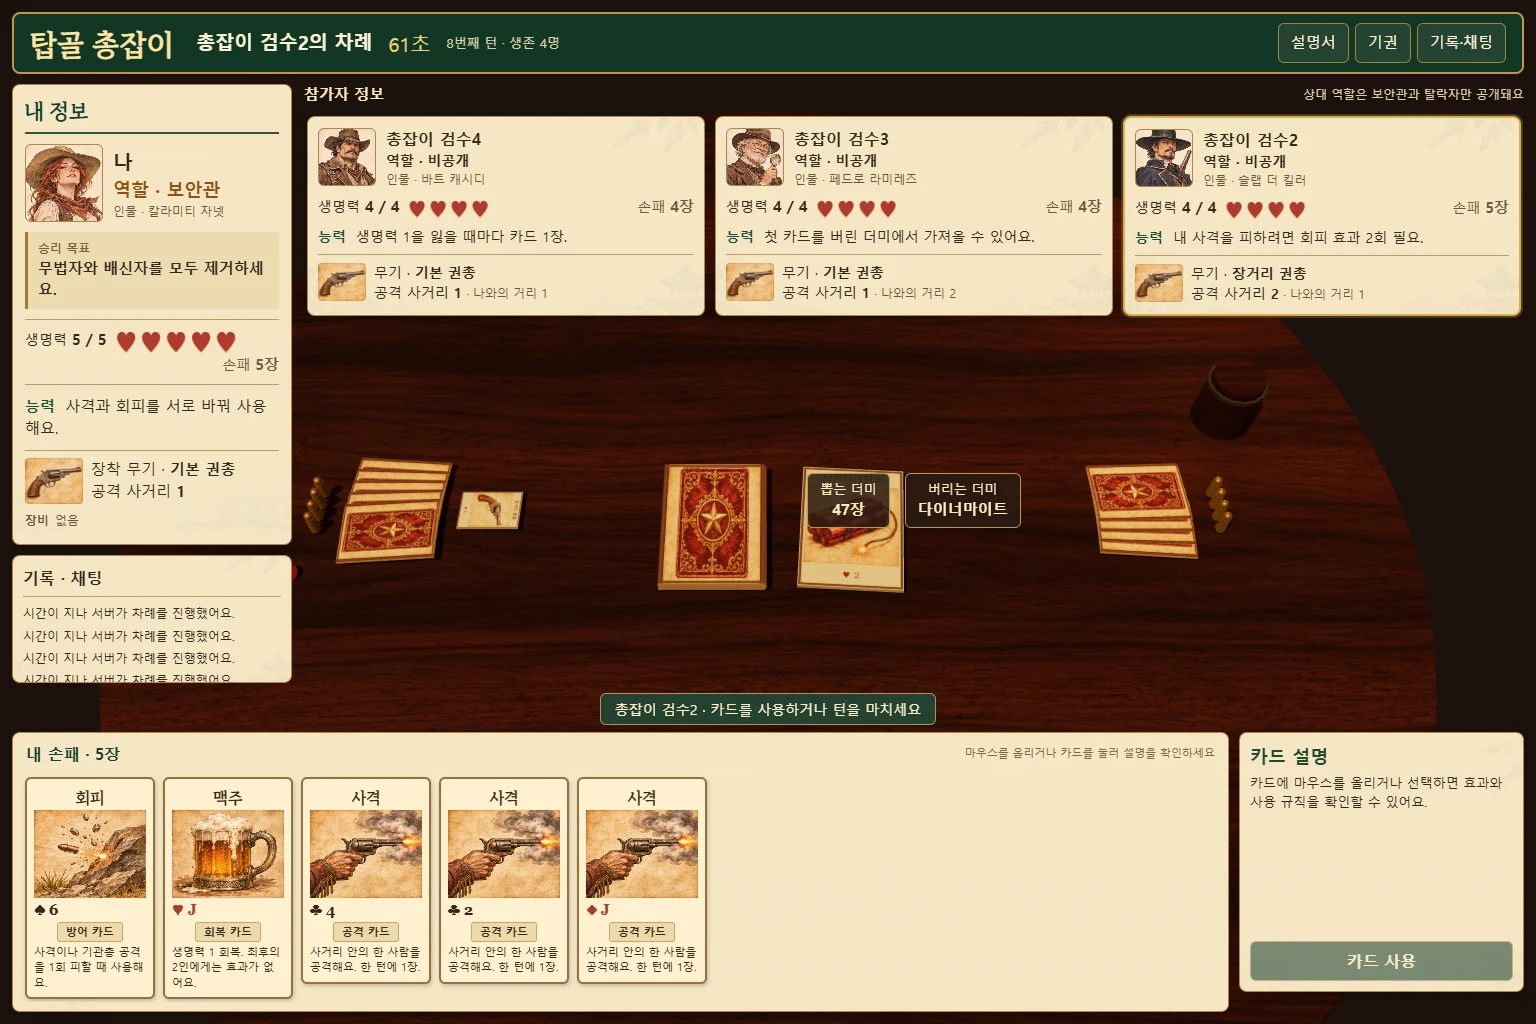 탑골 총잡이
총잡이 검수2의 차례
61초
8번째 턴 · 생존 4명
설명서
기권
기록·채팅
내 정보
나
역할 · 보안관
인물 · 칼라미티 자넷
승리 목표
무법자와 배신자를 모두 제거하세
요.
생명력 5 / 5
손패 5장
능력 사격과 회피를 서로 바꿔 사용
해요.
장착 무기 · 기본 권총
공격 사거리 1
장비 없음
기록 · 채팅
시간이 지나 서버가 차례를 진행했어요.
시간이 지나 서버가 차례를 진행했어요.
시간이 지나 서버가 차례를 진행했어요.
시간이 지나 서버가 차례를 진행했어요.
참가자 정보
상대 역할은 보안관과 탈락자만 공개돼요
총잡이 검수4
역할 · 비공개
인물 · 바트 캐시디
생명력 4 / 4
손패 4장
능력 생명력 1을 잃을 때마다 카드 1장.
무기 · 기본 권총
공격 사거리 1 · 나와의 거리 1
총잡이 검수3
역할 · 비공개
인물 · 페드로 라미레즈
생명력 4 / 4
손패 4장
능력 첫 카드를 버린 더미에서 가져올 수 있어요.
무기 · 기본 권총
공격 사거리 1 · 나와의 거리 2
총잡이 검수2
역할 · 비공개
인물 · 슬랩 더 킬러
생명력 4 / 4
손패 5장
능력 내 사격을 피하려면 회피 효과 2회 필요.
무기 · 장거리 권총
공격 사거리 2 · 나와의 거리 1
뽑는 더미
47장
버리는 더미
다이너마이트
♥ 2
총잡이 검수2 · 카드를 사용하거나 턴을 마치세요
내 손패 · 5장
마우스를 올리거나 카드를 눌러 설명을 확인하세요
회피
♠ 6
방어 카드
사격이나 기관총 공격
을 1회 피할 때 사용해
요.
맥주
♥ J
회복 카드
생명력 1 회복. 최후의
2인에게는 효과가 없
어요.
사격
♣ 4
공격 카드
사거리 안의 한 사람을
공격해요. 한 턴에 1장.
사격
♣ 2
공격 카드
사거리 안의 한 사람을
공격해요. 한 턴에 1장.
사격
♦ J
공격 카드
사거리 안의 한 사람을
공격해요. 한 턴에 1장.
카드 설명
카드에 마우스를 올리거나 선택하면 효과와
사용 규칙을 확인할 수 있어요.
카드 사용